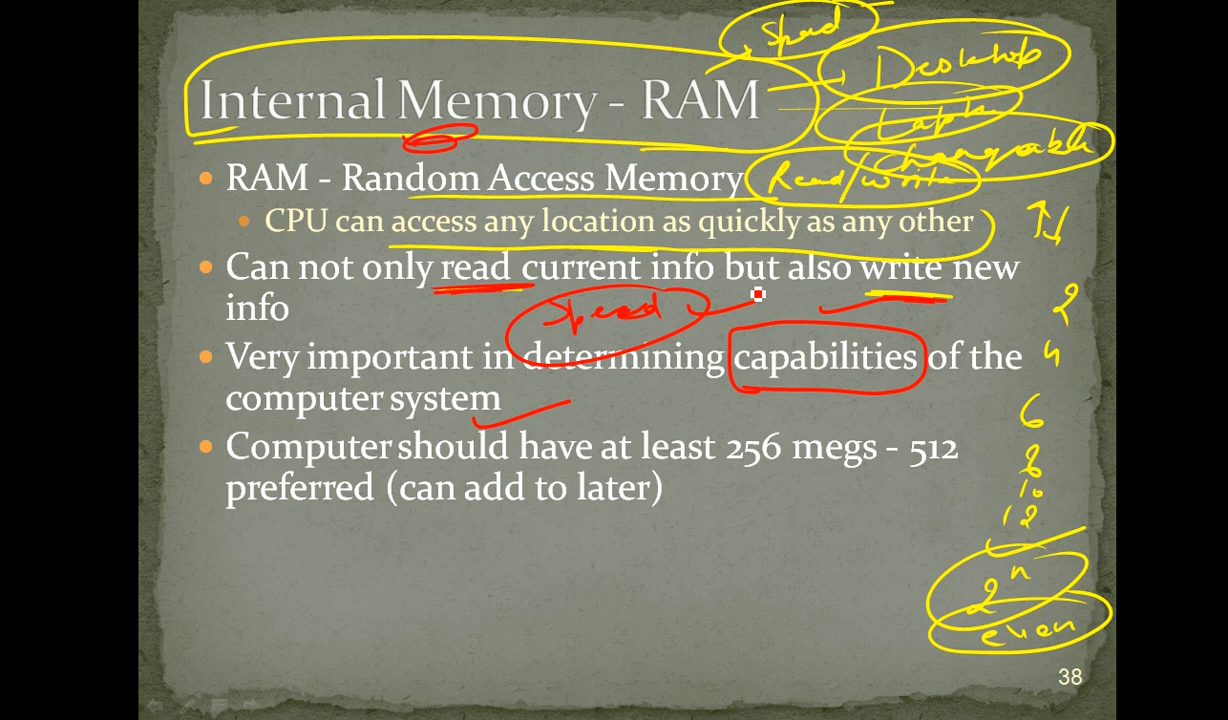 Speed
Desktop
Internal Memory - RAM
Laptop
Changeable
RAM - Random Access Memory
Read/write
CPU can access any location as quickly as any other
Can not only read current info but also write new
info
2
Speed
Very important in determining capabilities of the
4
computer system
6
Computer should have at least 256 megs - 512
8
preferred (can add to later)
10
12
2n
even
38